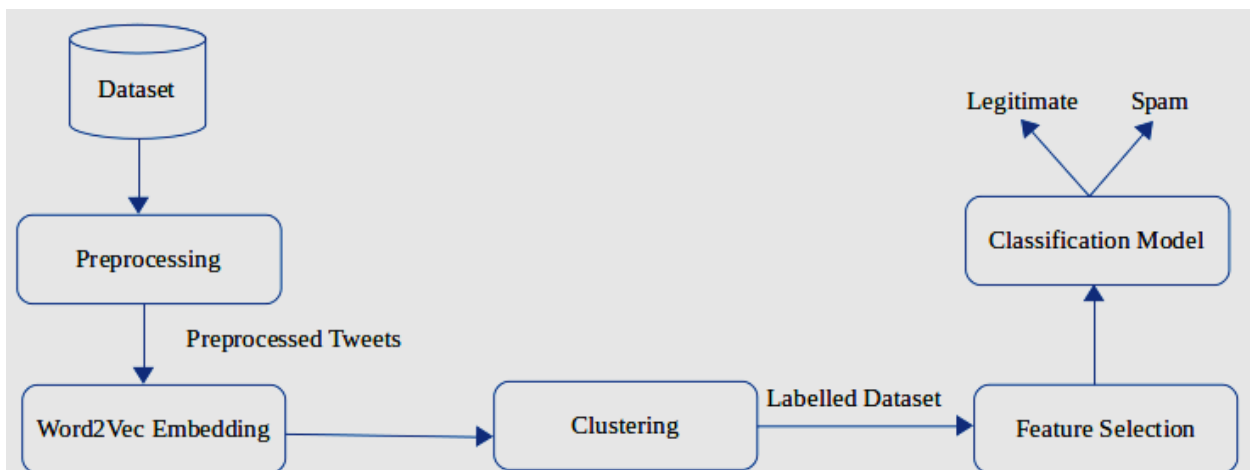 Dataset
Preprocessing
Preprocessed Tweets
Word2Vec Embedding
Clustering
Labelled Dataset
Feature Selection
Classification Model
Legitimate
Spam